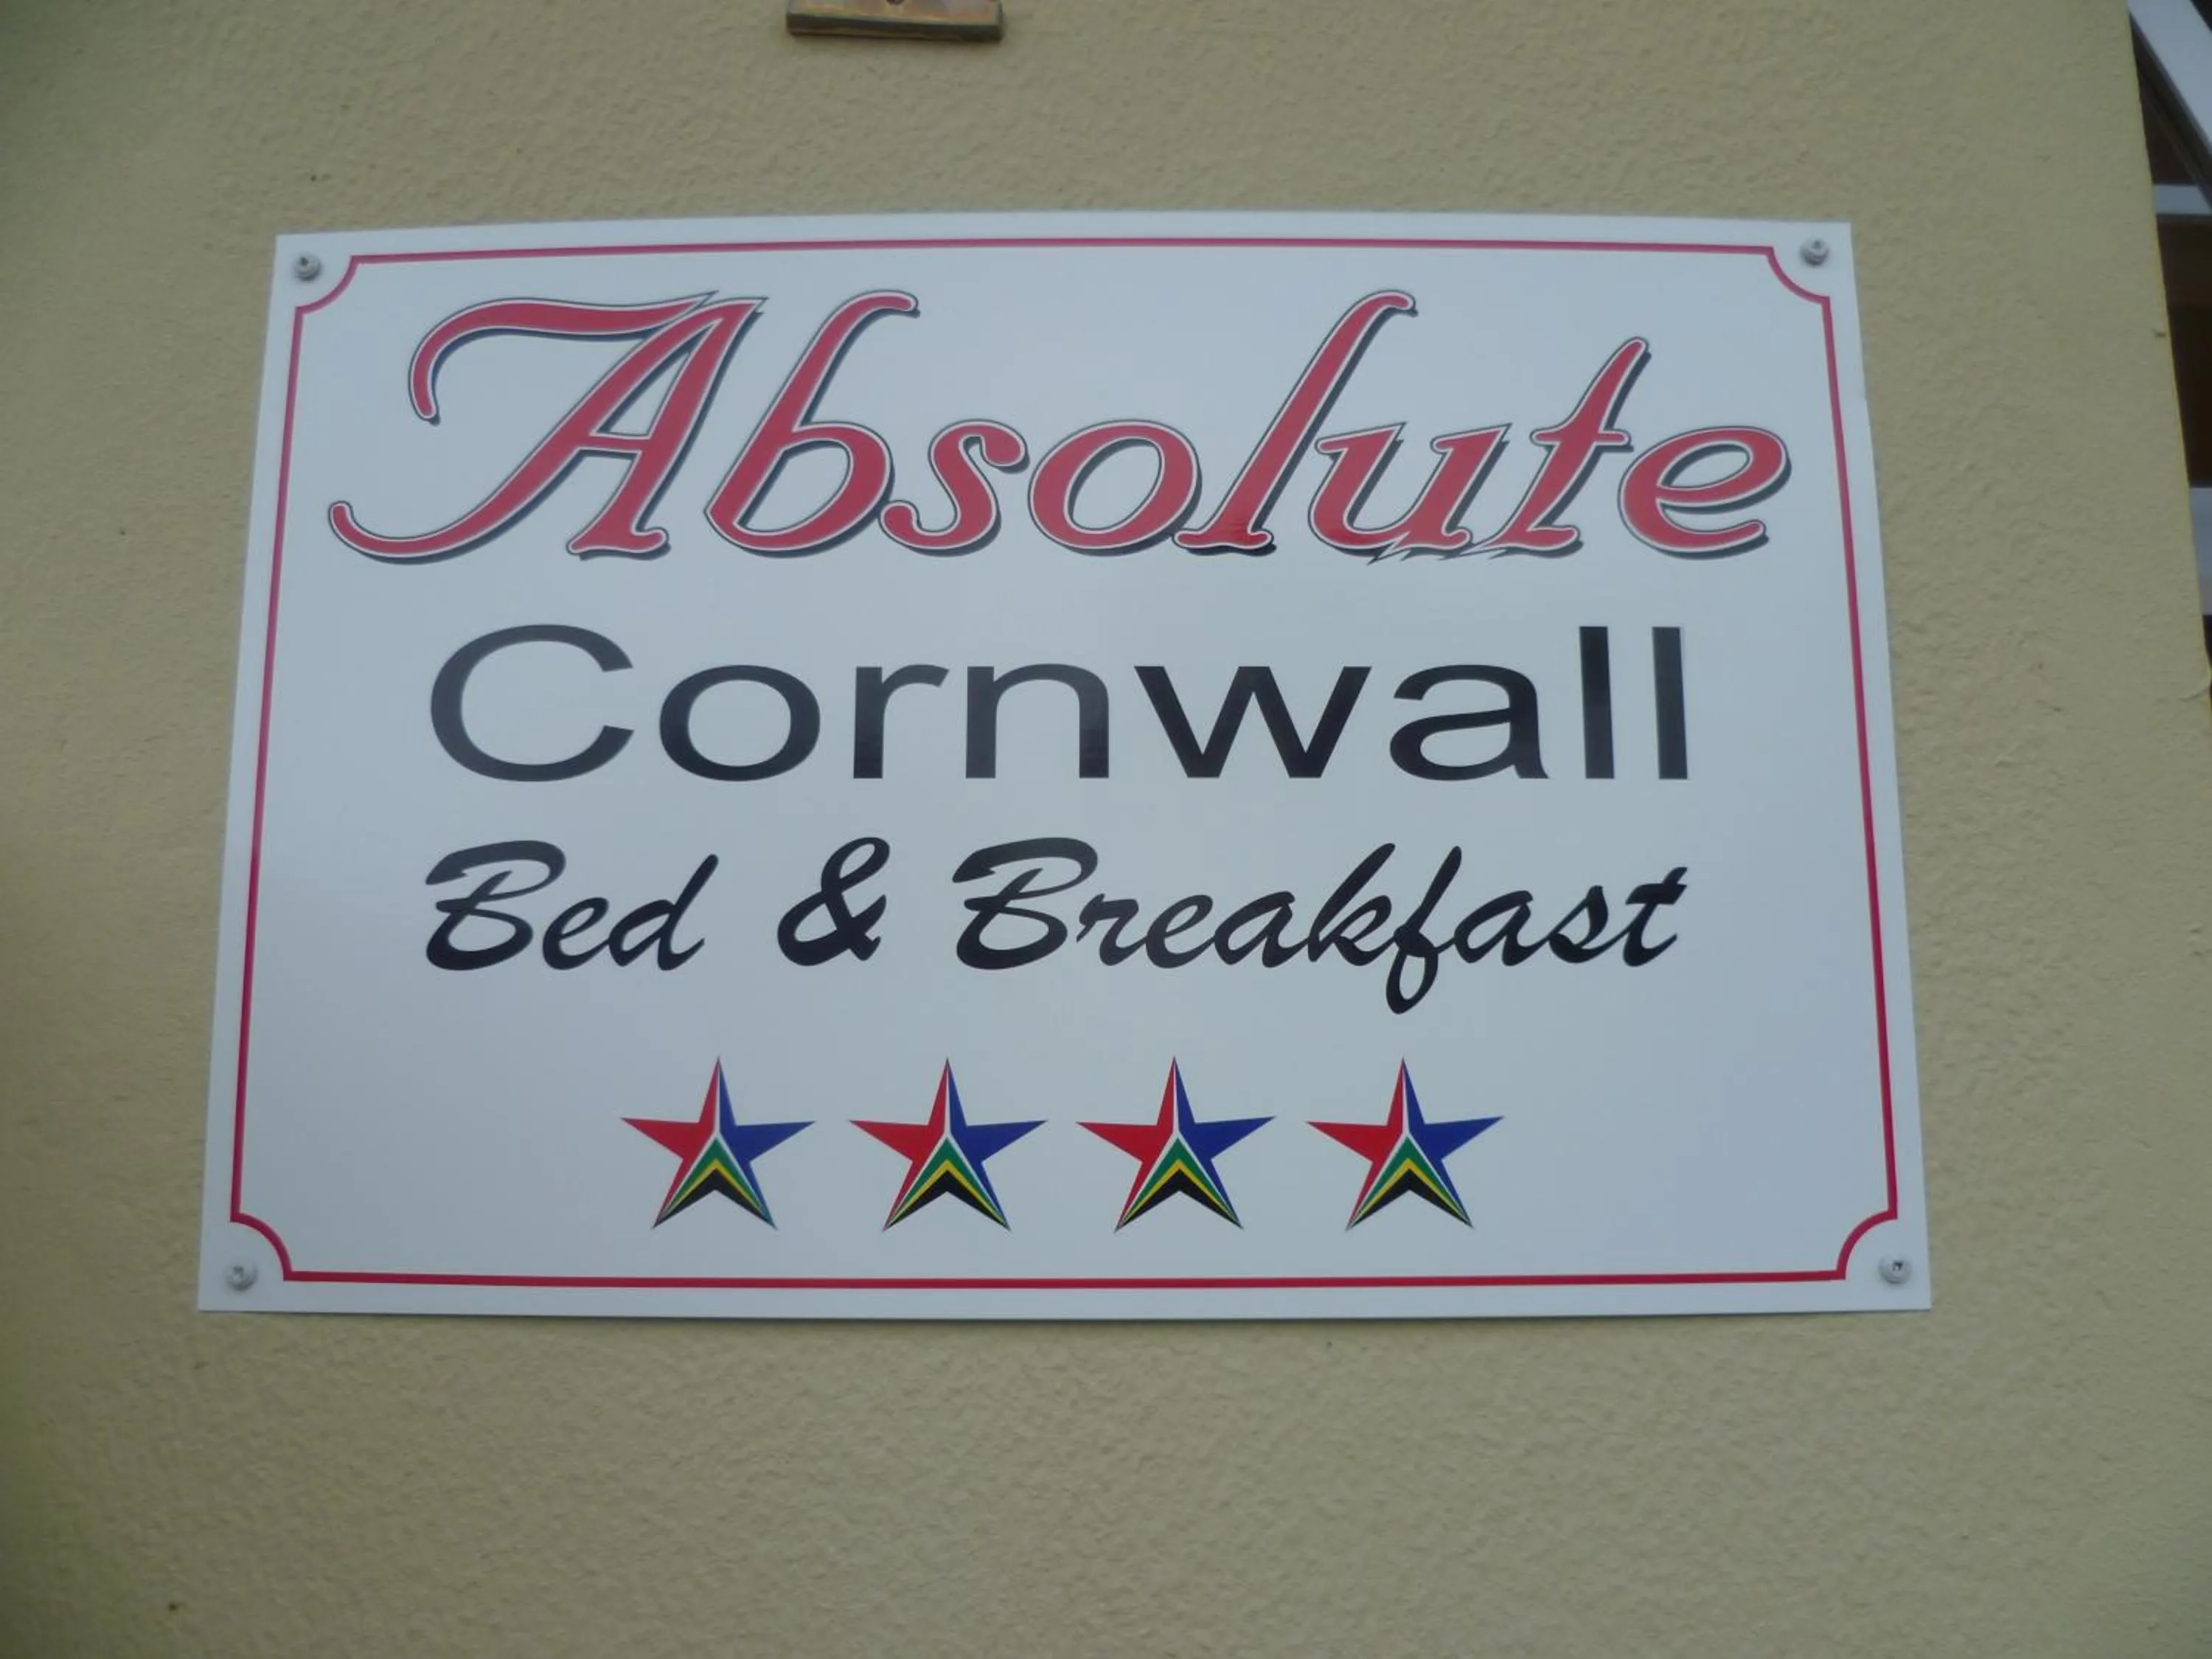 Absolute
Cornwall
Bed & Breakfast